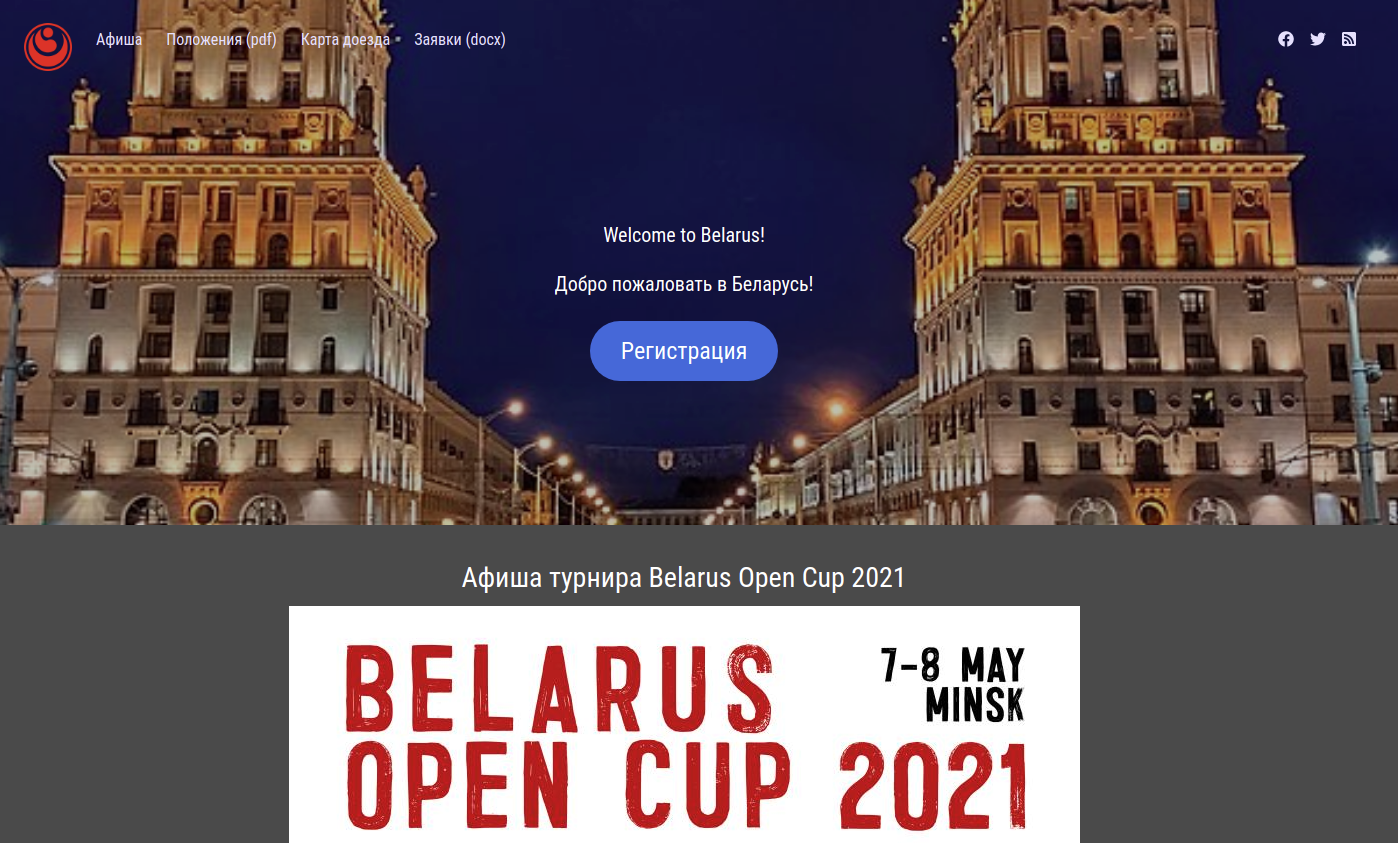 Афиша
Положения (pdf)
Карта доезда
Заявки (docx)
Welcome to Belarus!
Добро пожаловать в Беларусь!
Регистрация
Афиша турнира Belarus Open Cup 2021
BELARUS
7-8 MAY
MINSK
OPEN CUP 2021